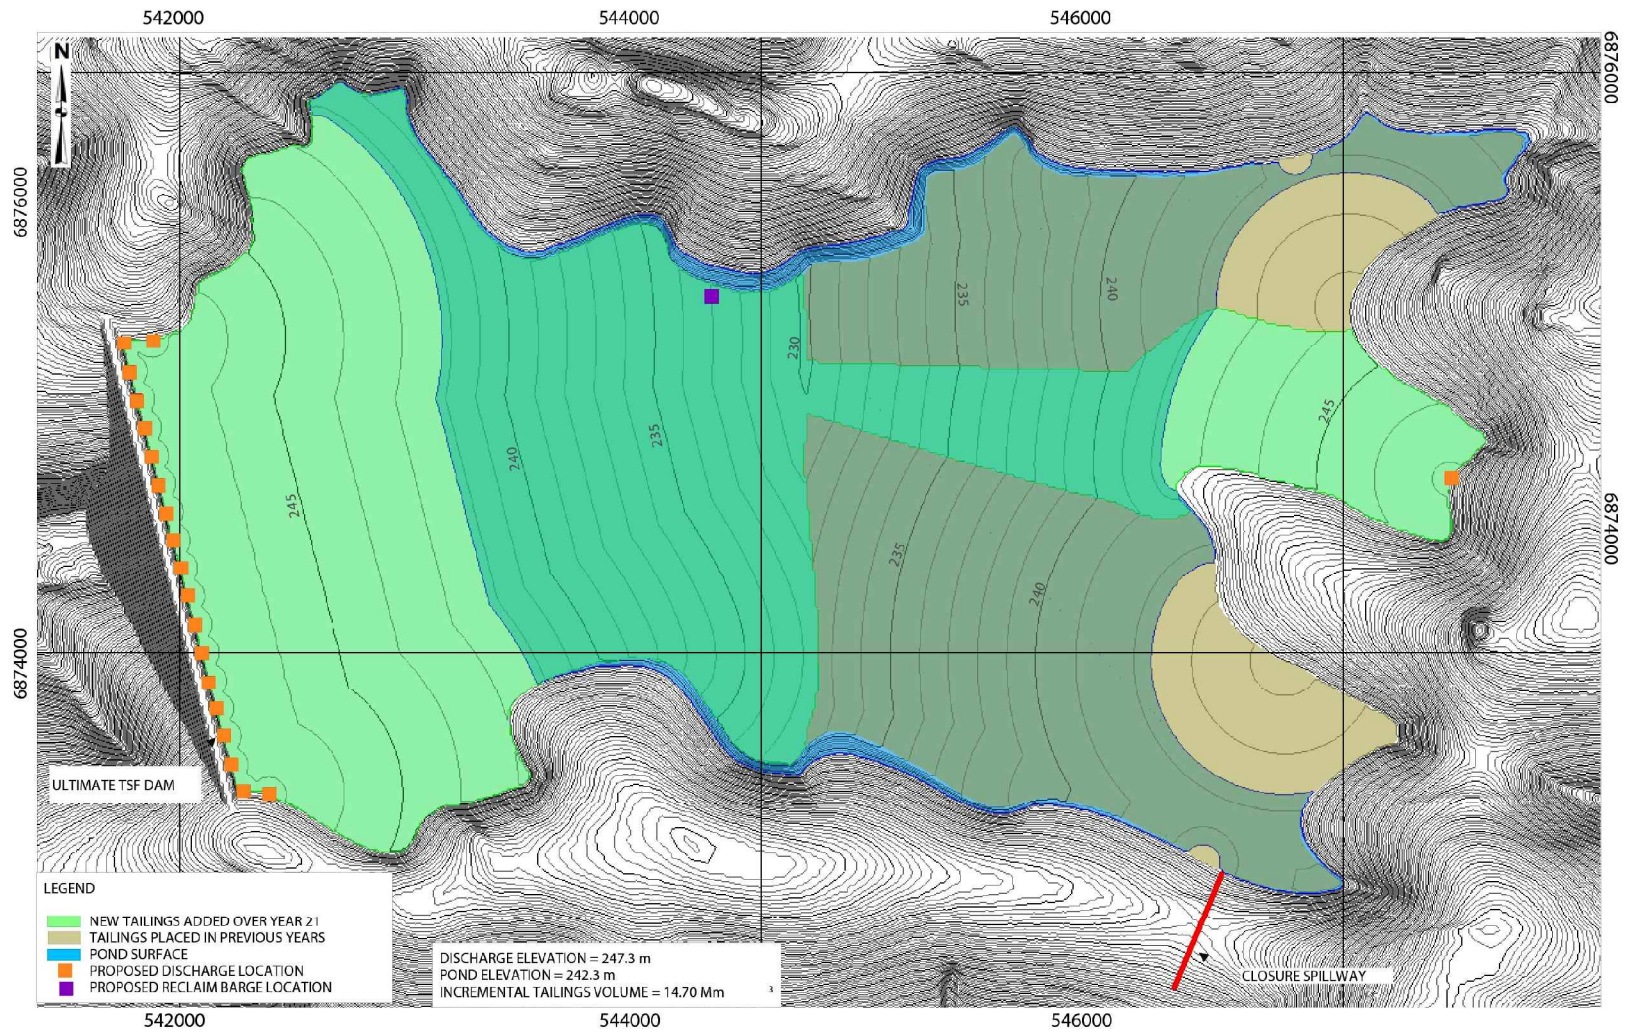 542000 544000 546000
N
6876000
6876000
235
240
230
245
235
240
245
235
6874000
240
6874000
ULTIMATE TSF DAM
LEGEND
NEW TAILINGS ADDED OVER YEAR 21
TAILINGS PLACED IN PREVIOUS YEARS
POND SURFACE
PROPOSED DISCHARGE LOCATION
PROPOSED RECLAIM BARGE LOCATION
DISCHARGE ELEVATION = 247.3 m
POND ELEVATION = 242.3 m
INCREMENTAL TAILINGS VOLUME = 14.70 Mm 3
CLOSURE SPILLWAY
542000 544000 546000